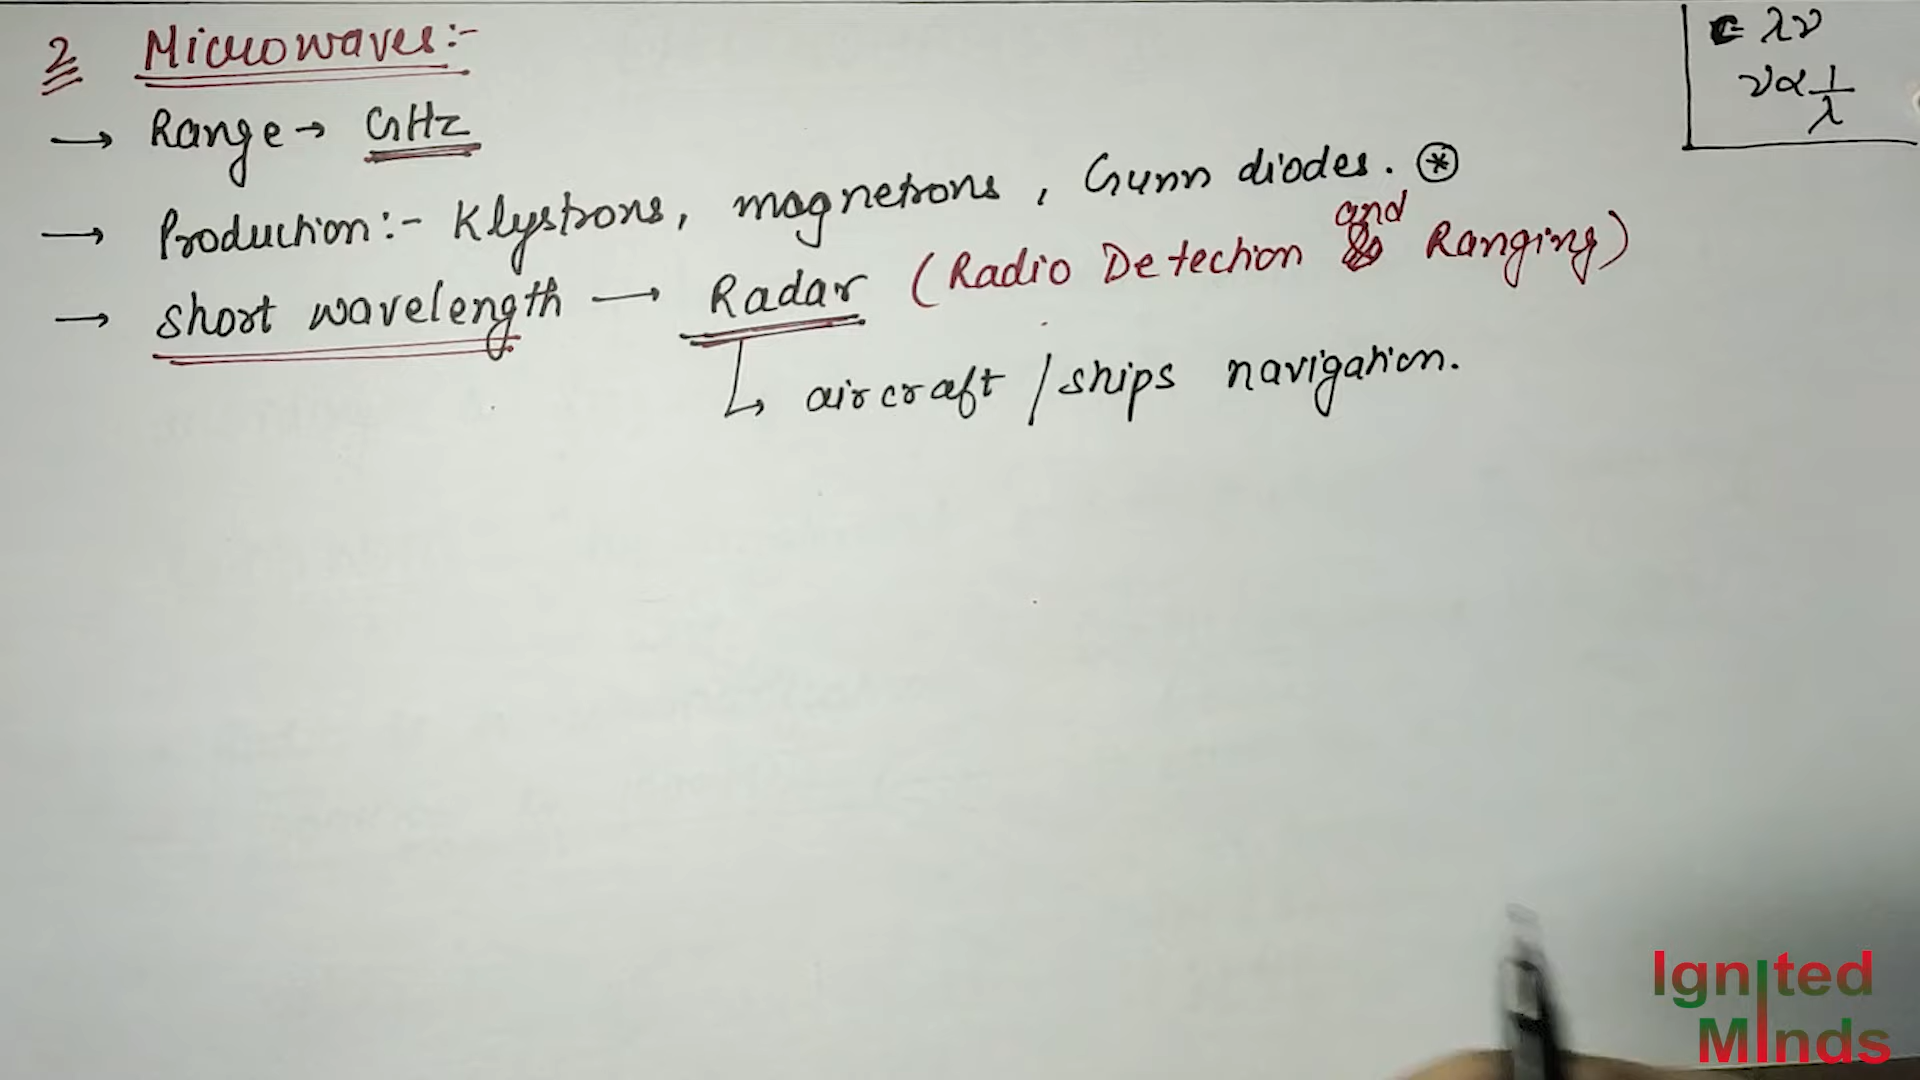 2 Microwaves:-
→ Range → GHz
→ Production:- Klystrons, magnetrons, Gunn diodes. *
→ short wavelength → Radar (Radio Detection and Ranging)
↳ aircraft / ships navigation.
c= λν
ν∝1/λ
Ignited
Minds